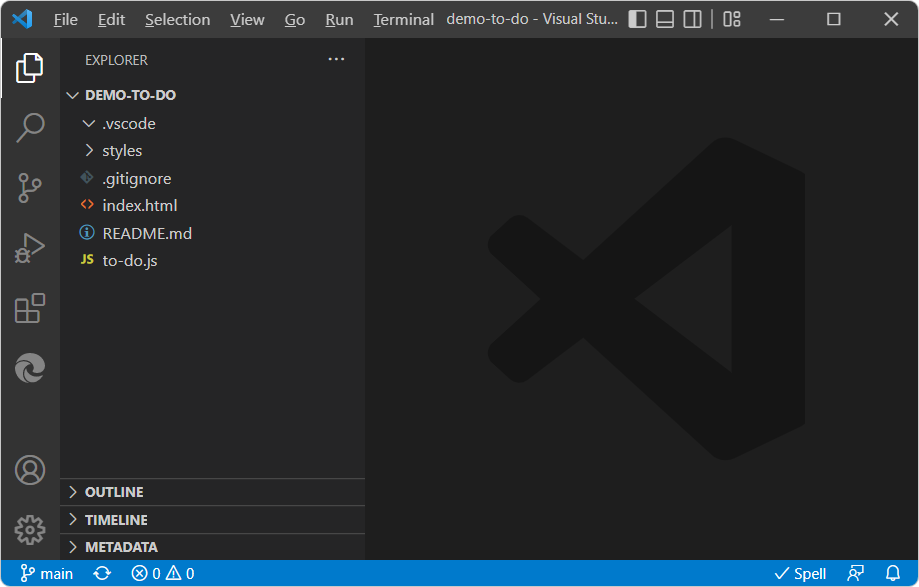 File Edit Selection View Go Run Terminal demo-to-do - Visual Stu...
EXPLORER
DEMO-TO-DO
.vscode
styles
.gitignore
index.html
README.md
JS to-do.js
OUTLINE
TIMELINE
METADATA
main 0 0 Spell